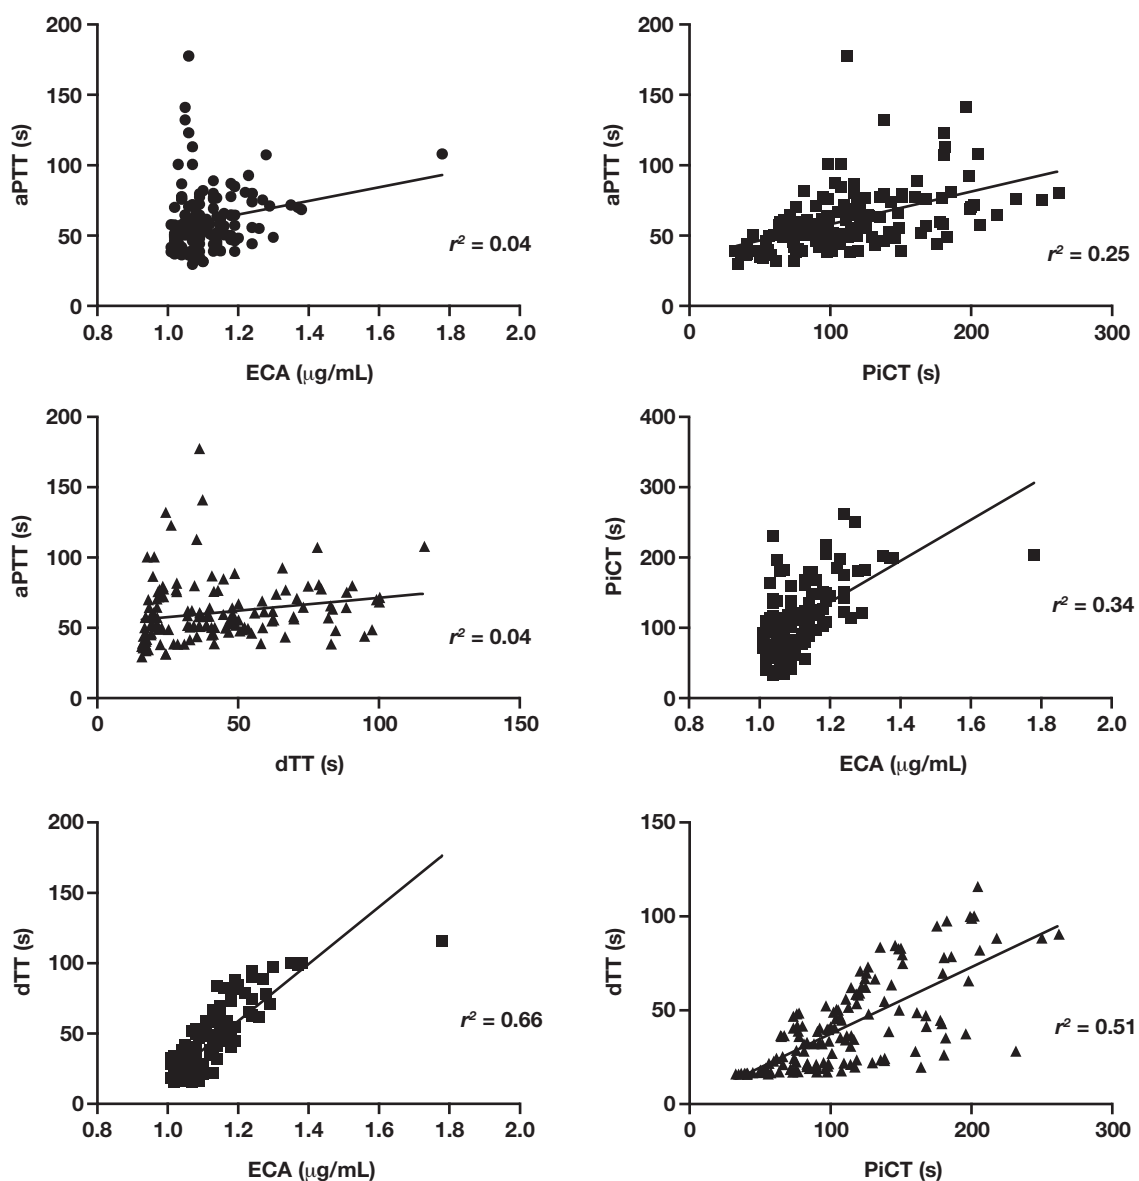 200
150
100
50
0
aPTT (s)
0.8 1.0 1.2 1.4 1.6 1.8 2.0
ECA (μg/mL)
r² = 0.04
200
150
100
50
0
aPTT (s)
0 100 200 300
PiCT (s)
r² = 0.25
200
150
100
50
0
aPTT (s)
0 50 100 150
dTT (s)
r² = 0.04
400
300
200
100
0
PiCT (s)
0.8 1.0 1.2 1.4 1.6 1.8 2.0
ECA (μg/mL)
r² = 0.34
200
150
100
50
0
dTT (s)
0.8 1.0 1.2 1.4 1.6 1.8 2.0
ECA (μg/mL)
r² = 0.66
150
100
50
0
dTT (s)
0 100 200 300
PiCT (s)
r² = 0.51